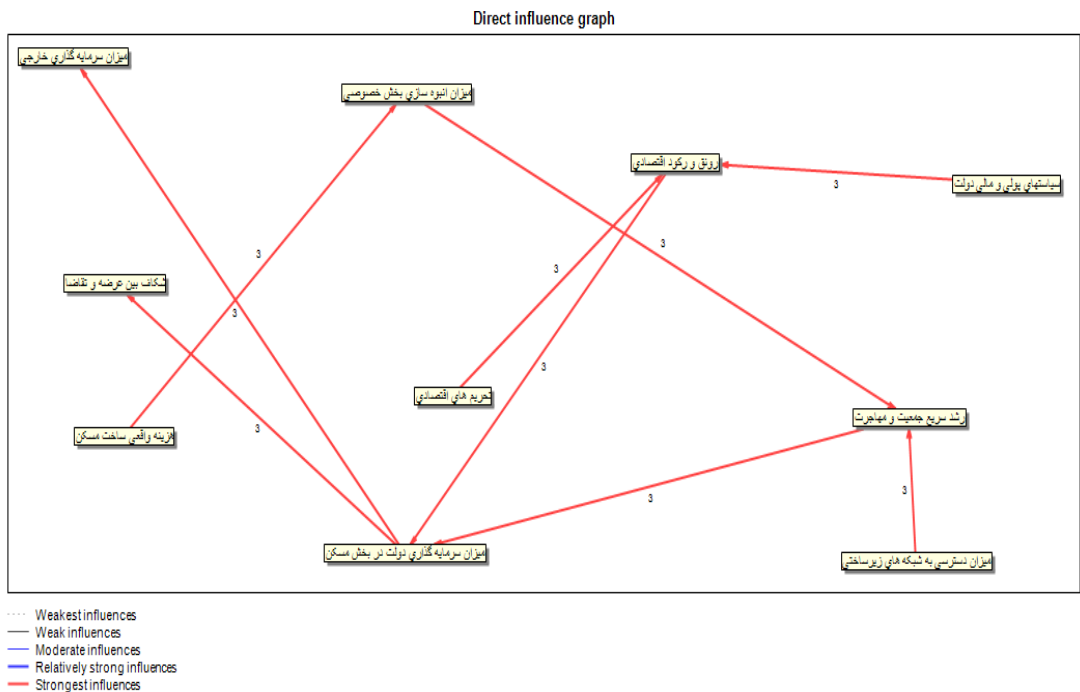 Direct influence graph
ميزان سرمايه گذاري خارجي
ميزان انبوه سازي بخش خصوصي
رونق و رکود اقتصادي
سياستهاي پولي و مالي دولت
3
3
3
3
شکاف بين عرضه و تقاضا
3
3
تحريم هاي اقتصادي
رشد سريع جمعيت و مهاجرت
هزينه واقعي ساخت مسکن
3
3
3
ميزان سرمايه گذاري دولت در بخش مسکن
ميزان دسترسي به شبکه هاي زيرساختي
Weakest influences
Weak influences
Moderate influences
Relatively strong influences
Strongest influences